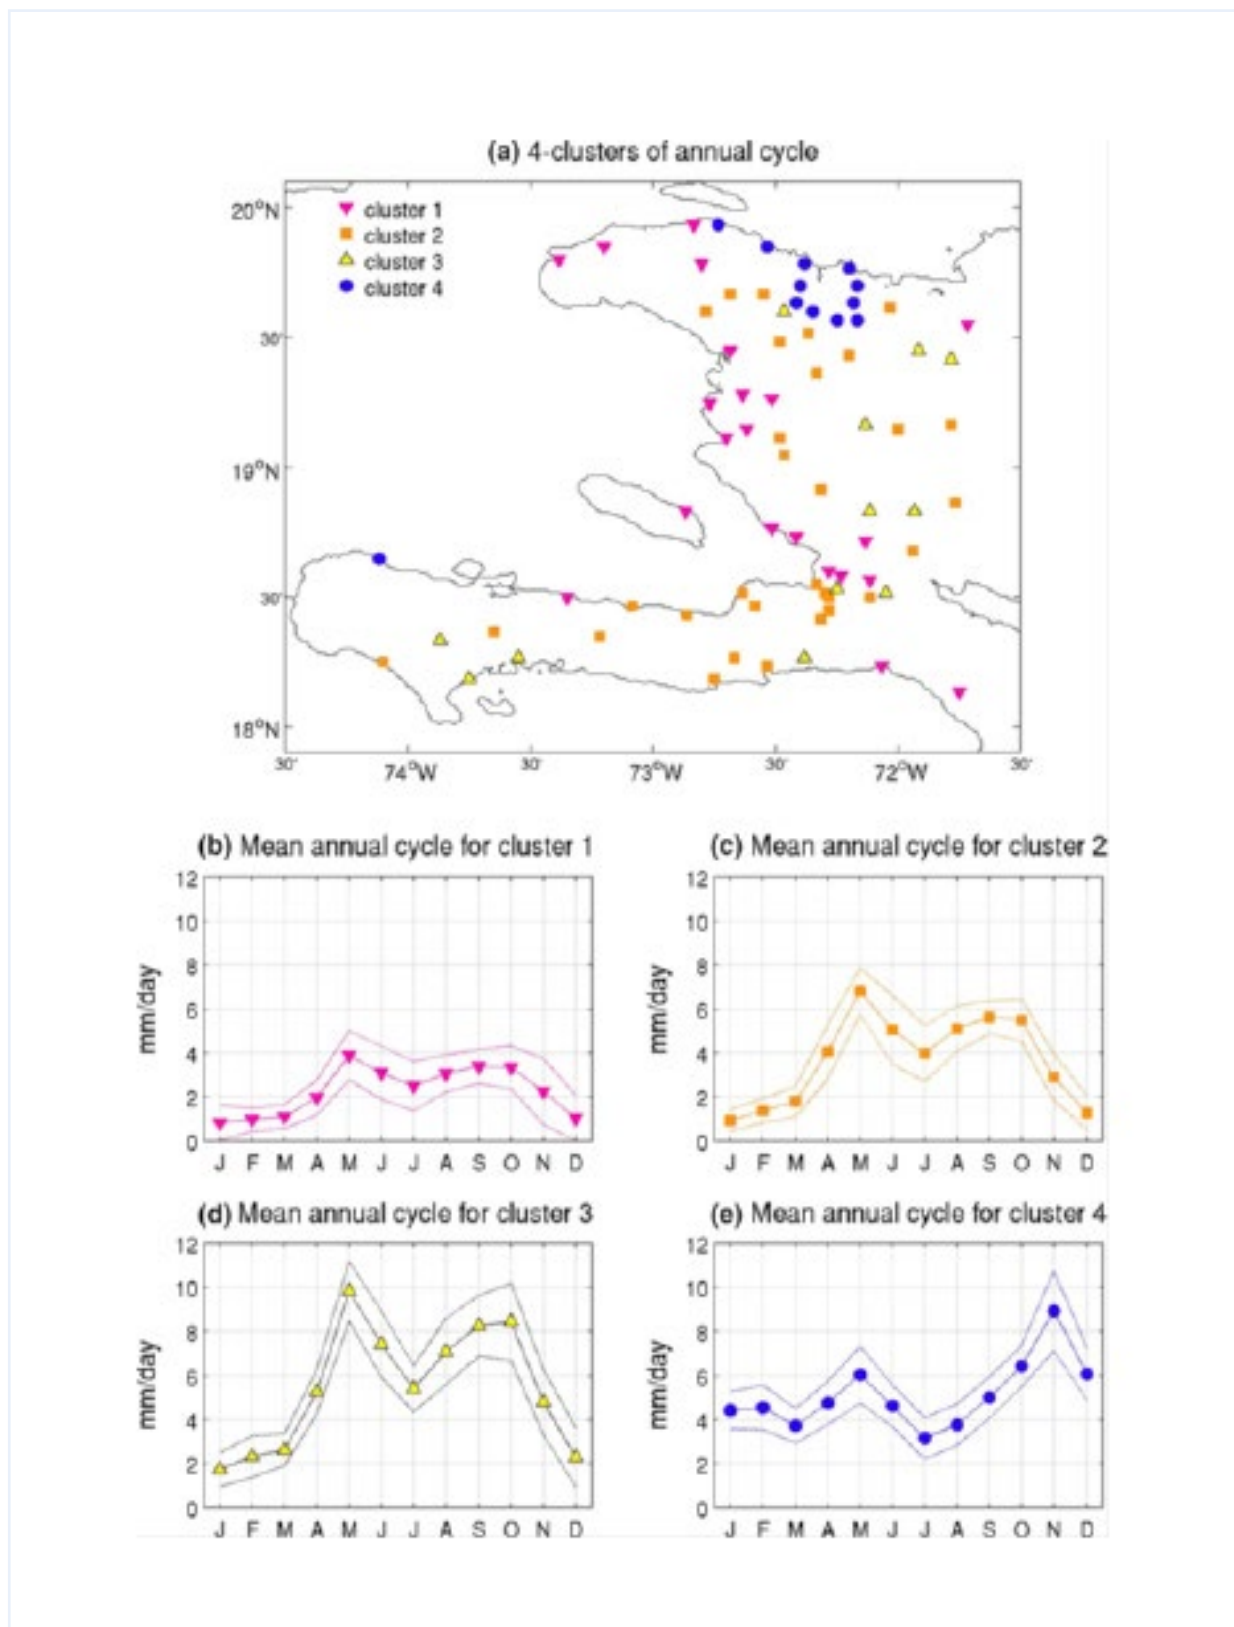 (a) 4-clusters of annual cycle
20°N
30'
19°N
30'
18°N
cluster 1
cluster 2
cluster 3
cluster 4
30' 74°W 30' 73°W 30' 72°W 30'
(b) Mean annual cycle for cluster 1
12
10
8
6
4
2
0
mm/day
J F M A M J J A S O N D
(c) Mean annual cycle for cluster 2
12
10
8
6
4
2
0
mm/day
J F M A M J J A S O N D
(d) Mean annual cycle for cluster 3
12
10
8
6
4
2
0
mm/day
J F M A M J J A S O N D
(e) Mean annual cycle for cluster 4
12
10
8
6
4
2
0
mm/day
J F M A M J J A S O N D